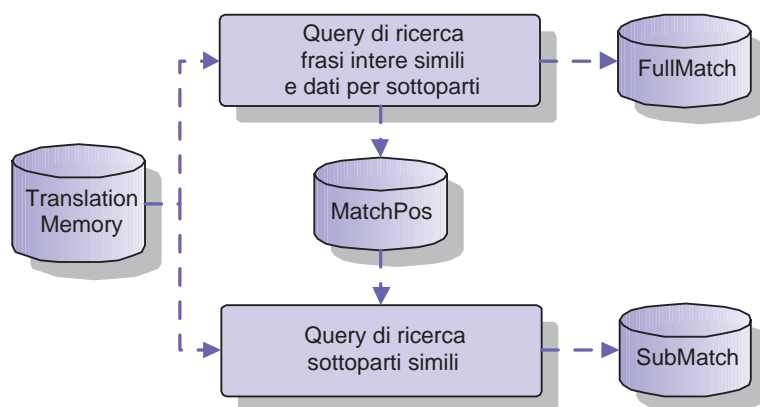 Query di ricerca
frasi intere simili
e dati per sottoparti
FullMatch
Translation
Memory
MatchPos
Query di ricerca
sottoparti simili
SubMatch